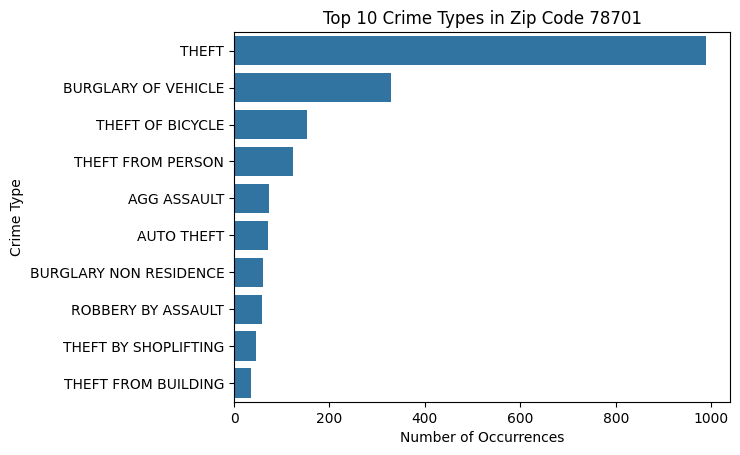 Top 10 Crime Types in Zip Code 78701
Crime Type
THEFT
BURGLARY OF VEHICLE
THEFT OF BICYCLE
THEFT FROM PERSON
AGG ASSAULT
AUTO THEFT
BURGLARY NON RESIDENCE
ROBBERY BY ASSAULT
THEFT BY SHOPLIFTING
THEFT FROM BUILDING
0 200 400 600 800 1000
Number of Occurrences